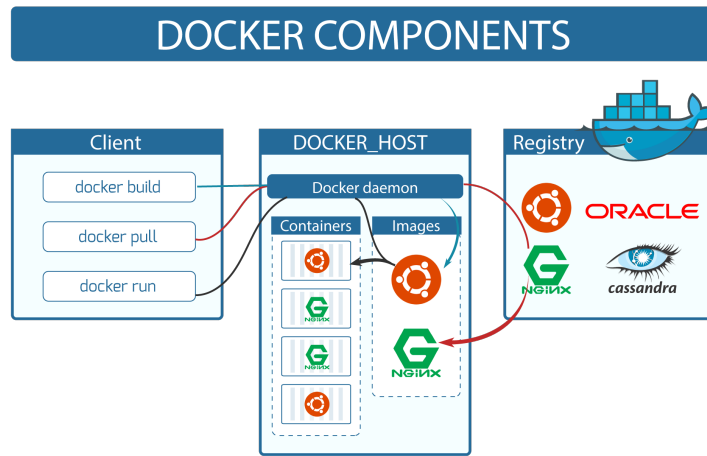 DOCKER COMPONENTS
Client
docker build
docker pull
docker run
DOCKER_HOST
Docker daemon
Containers
Images
NGiNX
NGiNX
NGiNX
Registry
ORACLE
NGiNX
cassandra